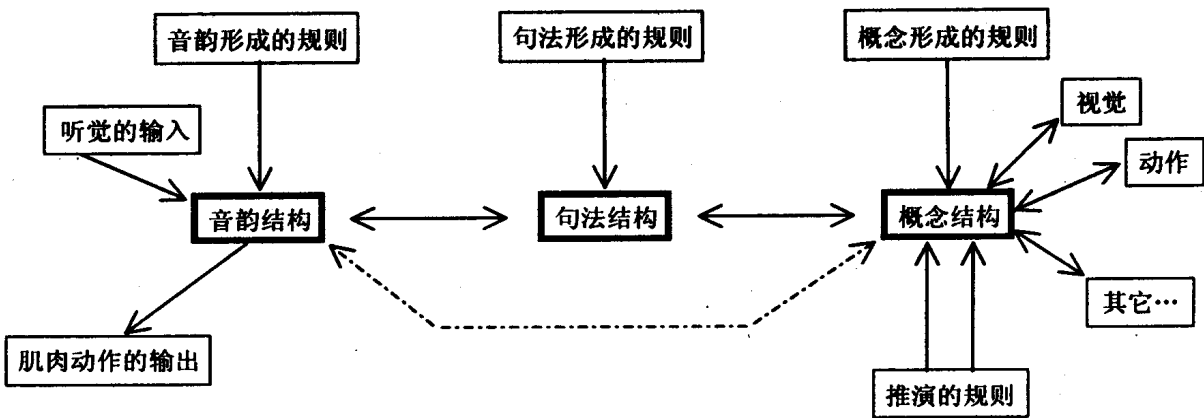 音韵形成的规则
句法形成的规则
概念形成的规则
听觉的输入
视觉
动作
音韵结构
句法结构
概念结构
其它…
肌肉动作的输出
推演的规则